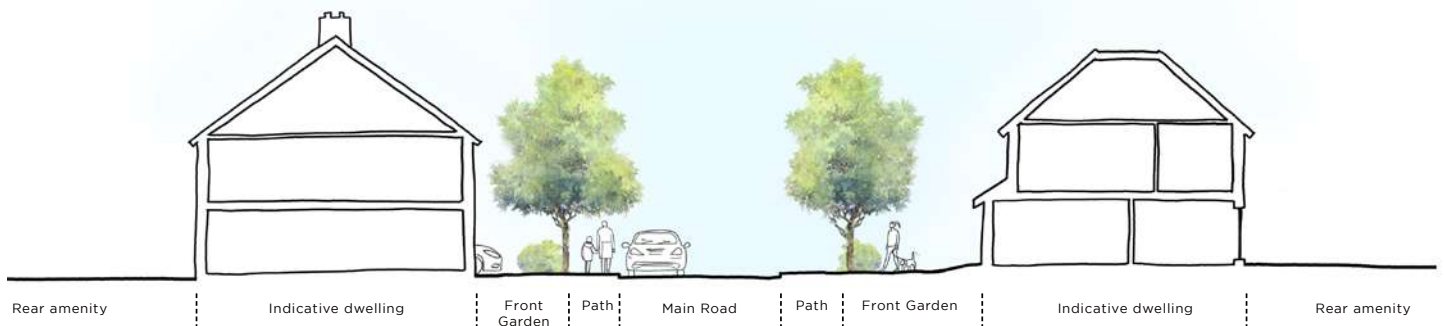 Rear amenity
Indicative dwelling
Front
Garden
Path
Main Road
Path
Front Garden
Indicative dwelling
Rear amenity